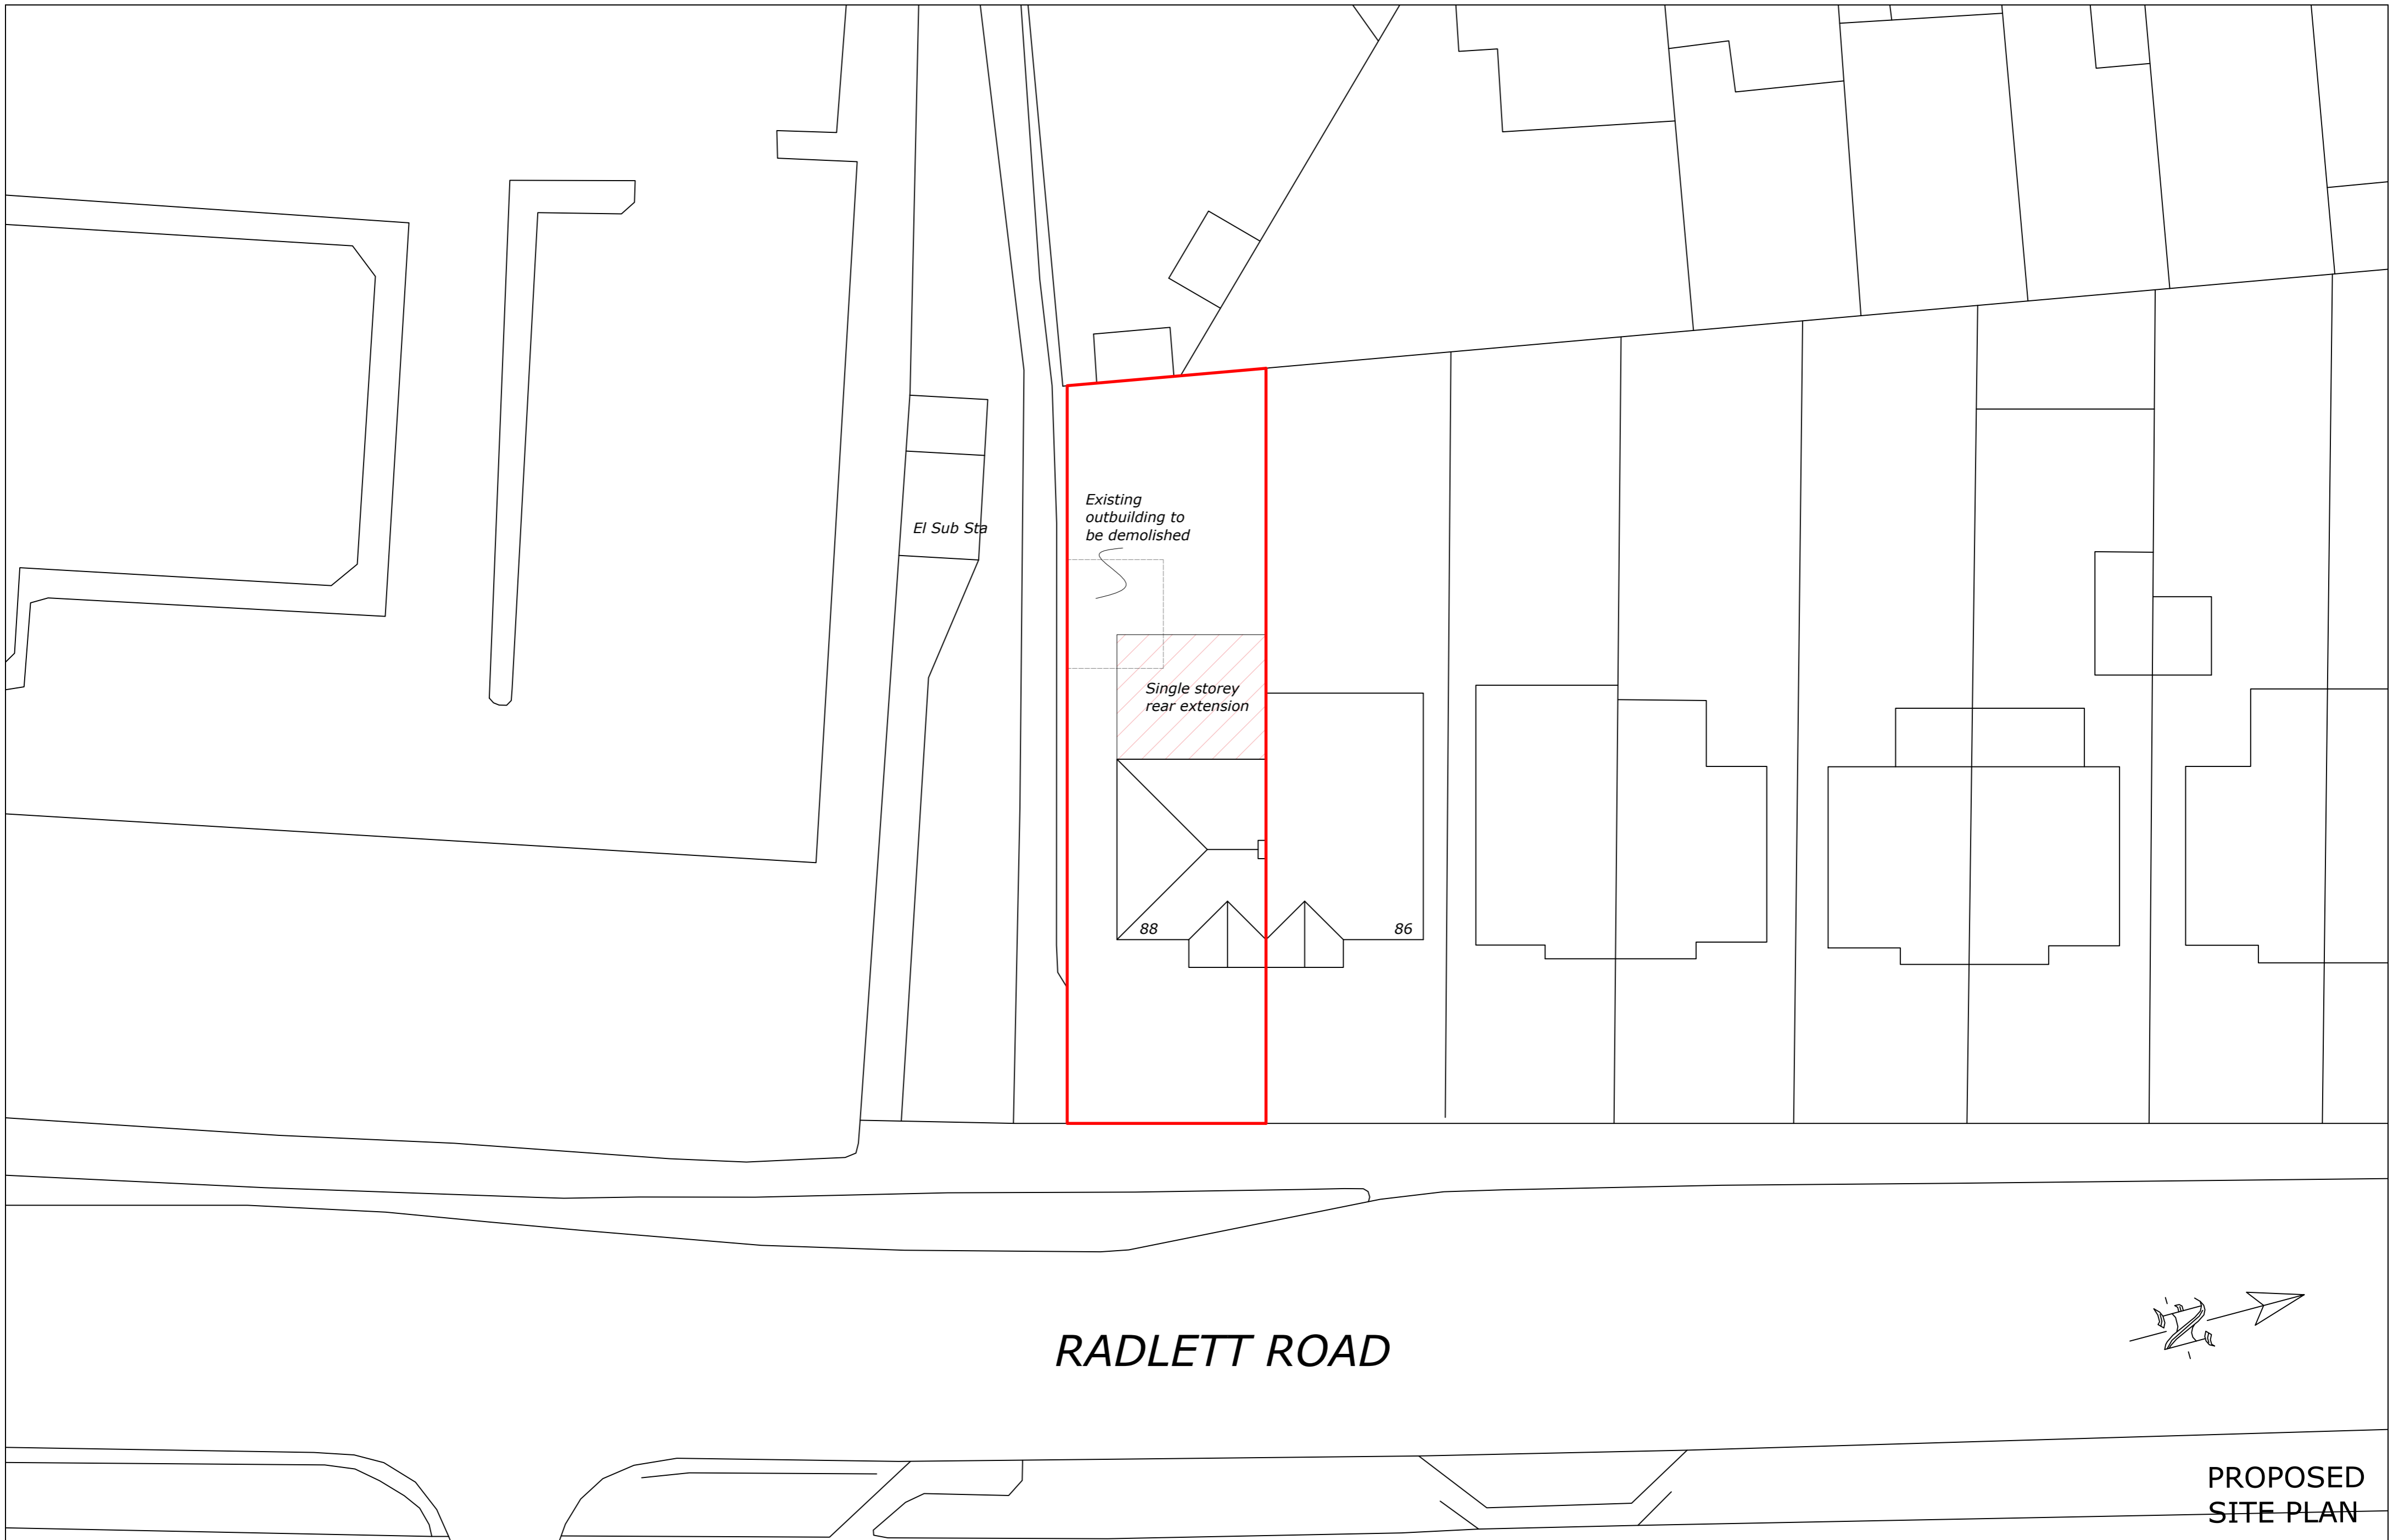 Existing
outbuilding to
be demolished
El Sub Sta
Single storey
rear extension
88
86
RADLETT ROAD
N
PROPOSED
SITE PLAN